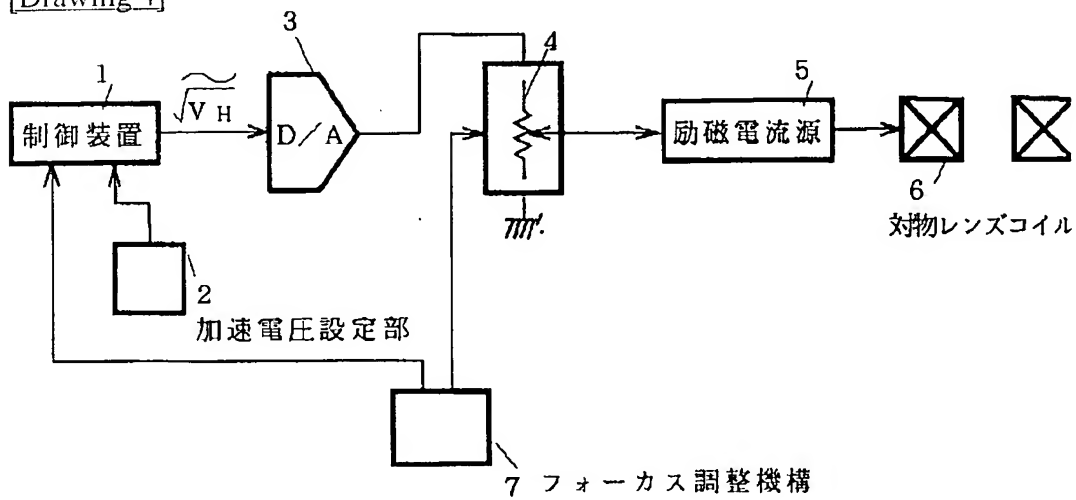 [Drawing 4]
1
制御装置
√V H
3
D/A
4
5
励磁電流源
6
対物レンズコイル
2
加速電圧設定部
7 フォーカス調整機構